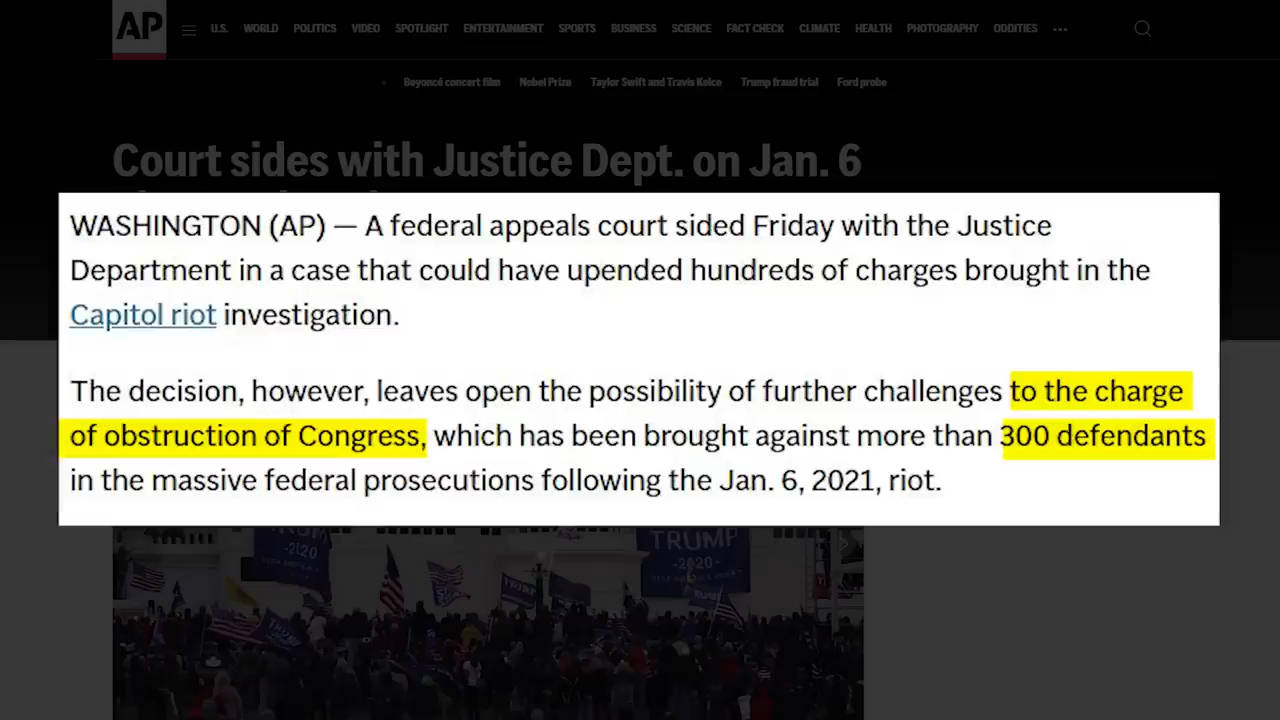 AP
U.S. WORLD POLITICS VIDEO SPOTLIGHT ENTERTAINMENT SPORTS BUSINESS SCIENCE FACT CHECK CLIMATE HEALTH PHOTOGRAPHY ODDITIES
Beyoncé concert film Nobel Prize Taylor Swift and Travis Kelce Trump fraud trial Ford probe
Court sides with Justice Dept. on Jan. 6
WASHINGTON (AP) — A federal appeals court sided Friday with the Justice
Department in a case that could have upended hundreds of charges brought in the
Capitol riot investigation.
The decision, however, leaves open the possibility of further challenges to the charge
of obstruction of Congress, which has been brought against more than 300 defendants
in the massive federal prosecutions following the Jan. 6, 2021, riot.
TRUMP
-2020
TRUMP
-2020-
TRUMP